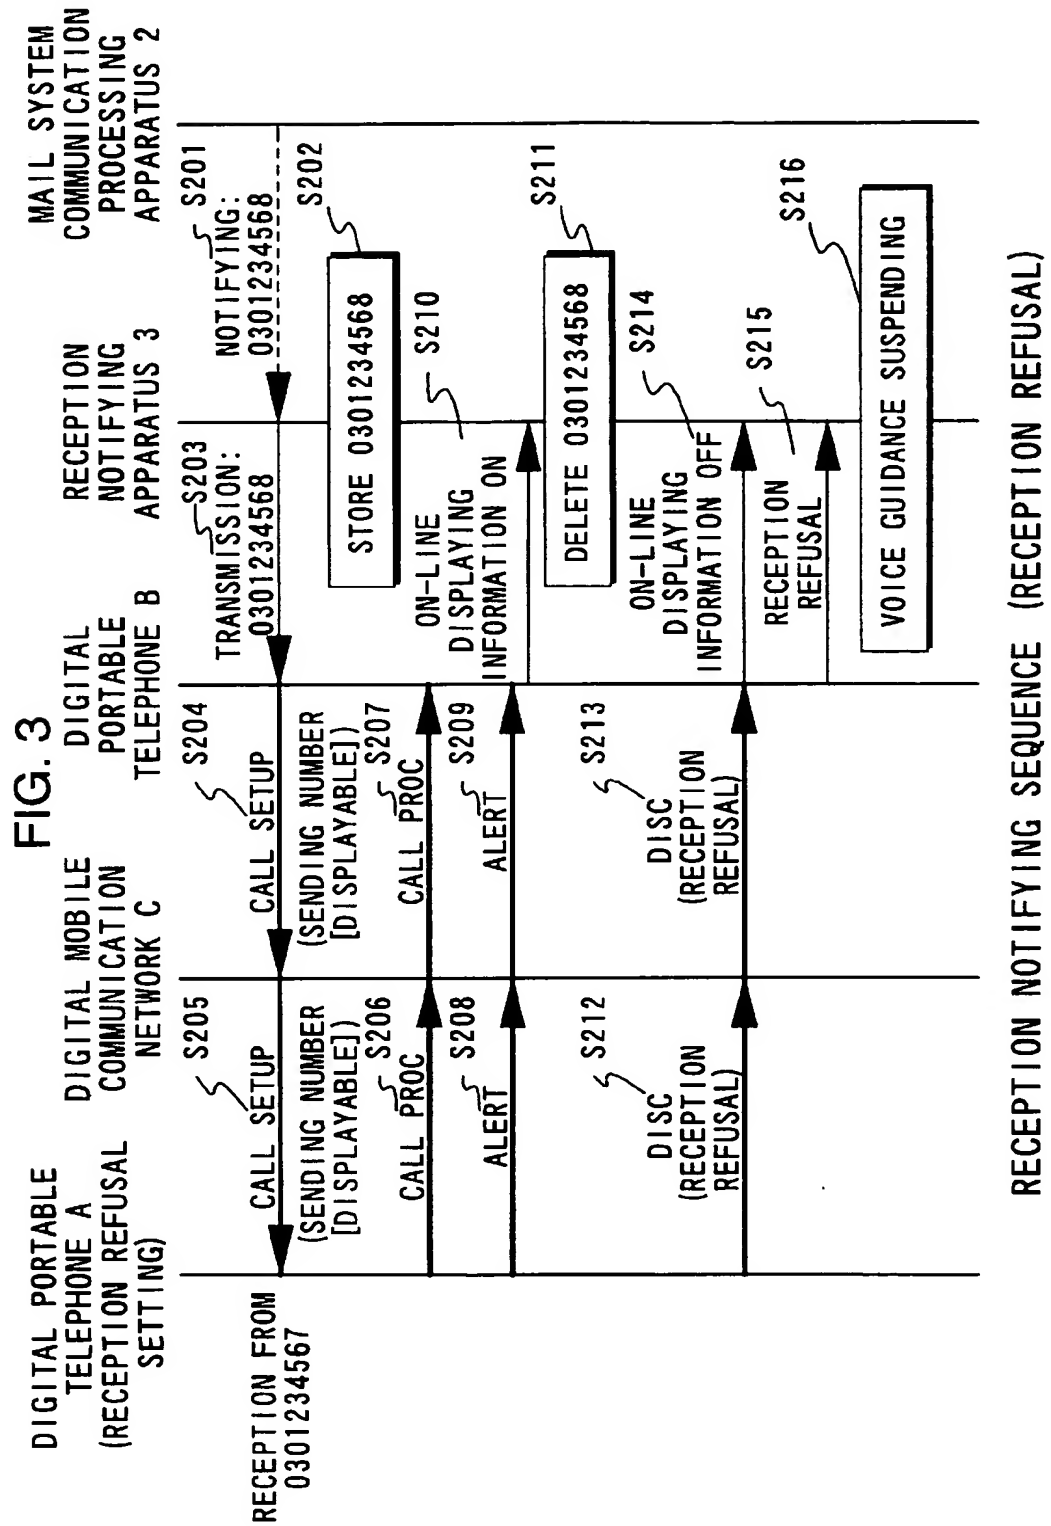 FIG. 3
DIGITAL PORTABLE
TELEPHONE A
(RECEPTION REFUSAL
SETTING)
DIGITAL MOBILE
COMMUNICATION
NETWORK C
DIGITAL
PORTABLE
TELEPHONE B
RECEPTION
NOTIFYING
APPARATUS 3
MAIL SYSTEM
COMMUNICATION
PROCESSING
APPARATUS 2
S201
NOTIFYING:
0301234568
S202
STORE 0301234568
S203
TRANSMISSION:
0301234568
S204
CALL SETUP
(SENDING NUMBER
[DISPLAYABLE])
S205
CALL SETUP
(SENDING NUMBER
[DISPLAYABLE])
RECEPTION FROM
0301234567
S206
CALL PROC
S207
CALL PROC
S208
ALERT
S209
ALERT
S210
ON-LINE
DISPLAYING
INFORMATION ON
S211
DELETE 0301234568
S212
DISC
(RECEPTION
REFUSAL)
S213
DISC
(RECEPTION
REFUSAL)
S214
ON-LINE
DISPLAYING
INFORMATION OFF
S215
RECEPTION
REFUSAL
S216
VOICE GUIDANCE SUSPENDING
RECEPTION NOTIFYING SEQUENCE (RECEPTION REFUSAL)